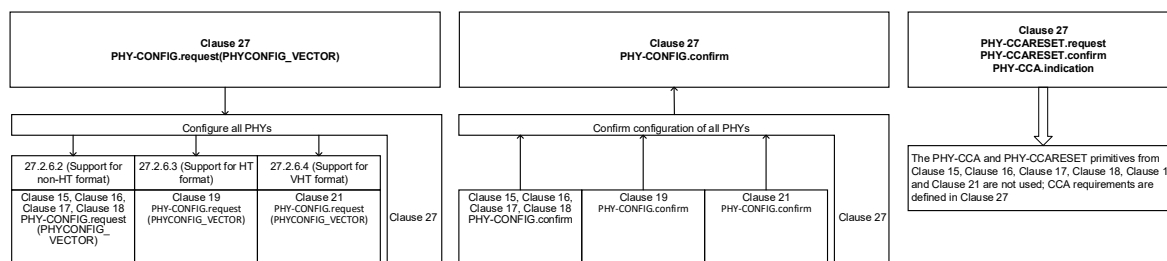 Clause 27
PHY-CONFIG.request(PHYCONFIG_VECTOR)
Configure all PHYs
27.2.6.2 (Support for
non-HT format)
27.2.6.3 (Support for HT
format)
27.2.6.4 (Support for
VHT format)
Clause 15, Clause 16,
Clause 17, Clause 18
PHY-CONFIG.request
(PHYCONFIG_
VECTOR)
Clause 19
PHY-CONFIG.request
(PHYCONFIG_VECTOR)
Clause 21
PHY-CONFIG.request
(PHYCONFIG_VECTOR)
Clause 27
Clause 27
PHY-CONFIG.confirm
Confirm configuration of all PHYs
Clause 15, Clause 16,
Clause 17, Clause 18
PHY-CONFIG.confirm
Clause 19
PHY-CONFIG.confirm
Clause 21
PHY-CONFIG.confirm
Clause 27
Clause 27
PHY-CCARESET.request
PHY-CCARESET.confirm
PHY-CCA.indication
The PHY-CCA and PHY-CCARESET primitives from
Clause 15, Clause 16, Clause 17, Clause 18, Clause
and Clause 21 are not used; CCA requirements are
defined in Clause 27